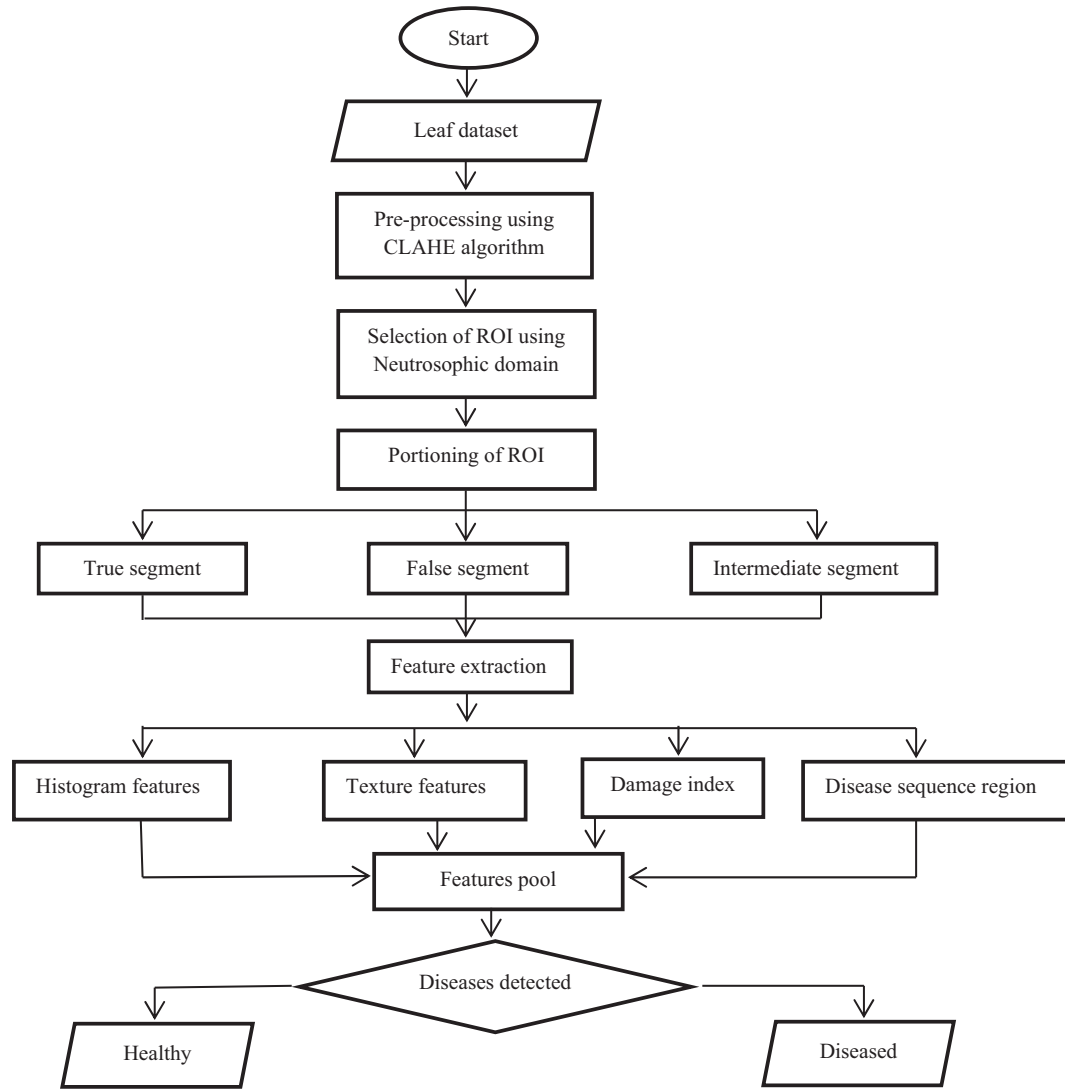 Start
Leaf dataset
Pre-processing using
CLAHE algorithm
Selection of ROI using
Neutrosophic domain
Portioning of ROI
True segment
False segment
Intermediate segment
Feature extraction
Histogram features
Texture features
Damage index
Disease sequence region
Features pool
Diseases detected
Healthy
Diseased